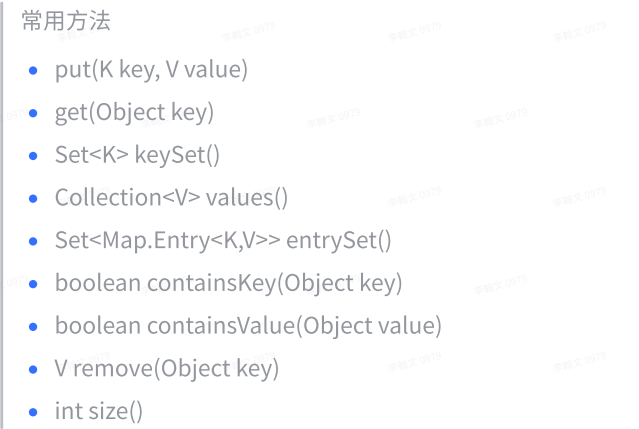 常用方法
put(K key, V value)
get(Object key)
Set<K> keySet()
Collection<V> values()
Set<Map.Entry<K,V>> entrySet()
boolean containsKey(Object key)
boolean containsValue(Object value)
V remove(Object key)
int size()